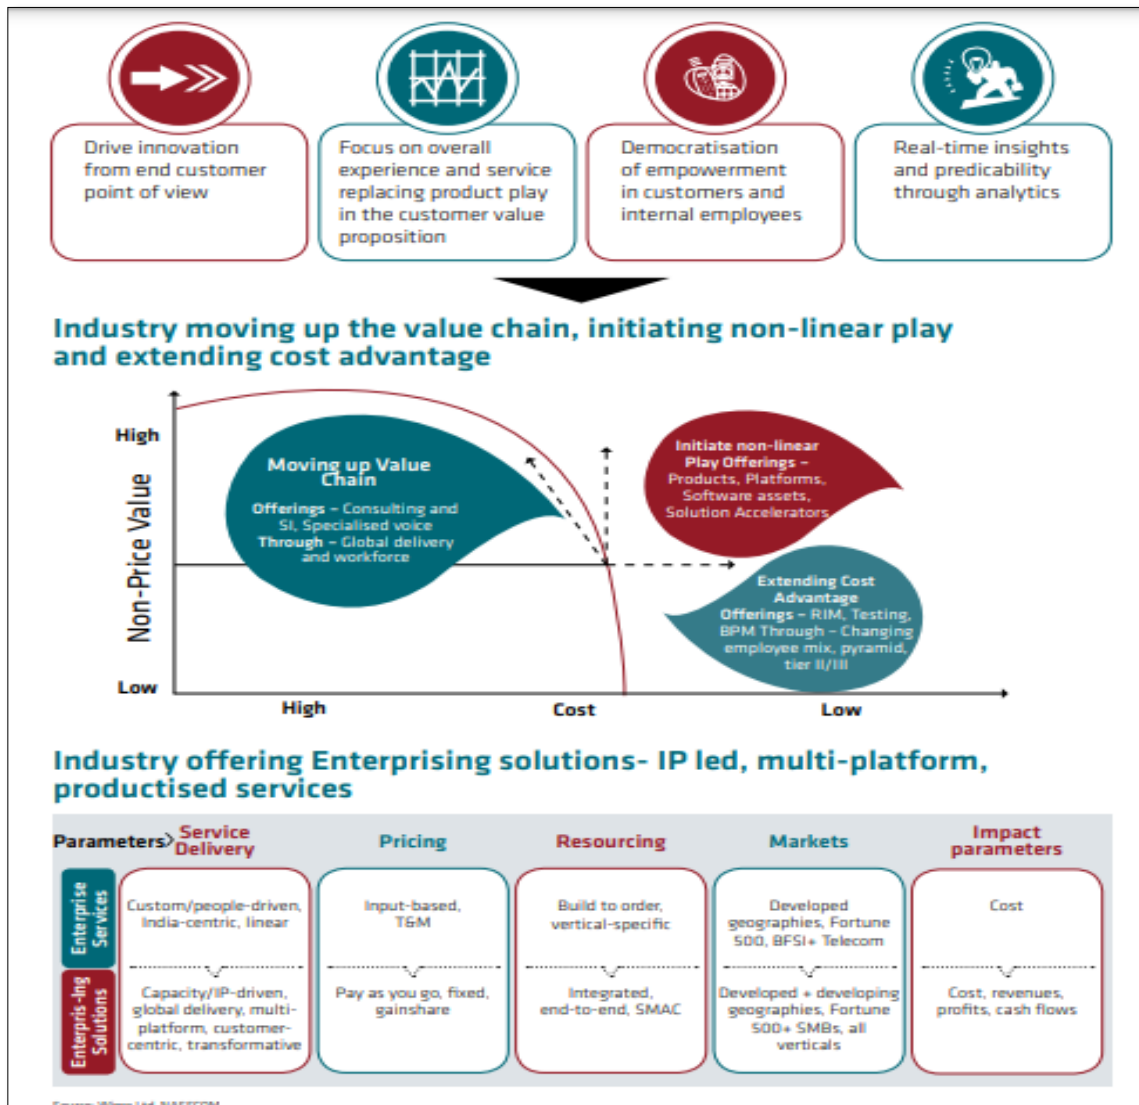 Drive innovation
from end customer
point of view
Focus on overall
experience and service
replacing product play
in the customer value
proposition
Democratisation
of empowerment
in customers and
internal employees
Real-time insights
and predicability
through analytics
Industry moving up the value chain, initiating non-linear play
and extending cost advantage
High
Non-Price Value
Low
Moving up Value
Chain
Offerings – Consulting and
SI, Specialised voice
Through – Global delivery
and workforce
Initiate non-linear
Play Offerings –
Products, Platforms,
Software assets,
Solution Accelerators
Extending Cost
Advantage
Offerings – RIM, Testing,
BPM Through – Changing
employee mix, pyramid,
tier II/III
High
Cost
Low
Industry offering Enterprising solutions- IP led, multi-platform,
productised services
Parameters>
Service
Delivery
Pricing
Resourcing
Markets
Impact
parameters
Enterprise
Services
Custom/people-driven,
India-centric, linear
Input-based,
T&M
Build to order,
vertical-specific
Developed
geographies, Fortune
500, BFSI+ Telecom
Cost
Enterpris-ing
Solutions
Capacity/IP-driven,
global delivery, multi-
platform, customer-
centric, transformative
Pay as you go, fixed,
gainshare
Integrated,
end-to-end, SMAC
Developed + developing
geographies, Fortune
500+ SMBs, all
verticals
Cost, revenues,
profits, cash flows